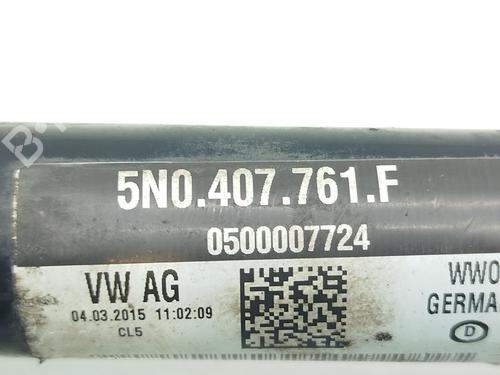 5N0.407.761.F
0500007724
VW AG
04.03.2015 11:02:09
CL5
WWO
GERMA
D